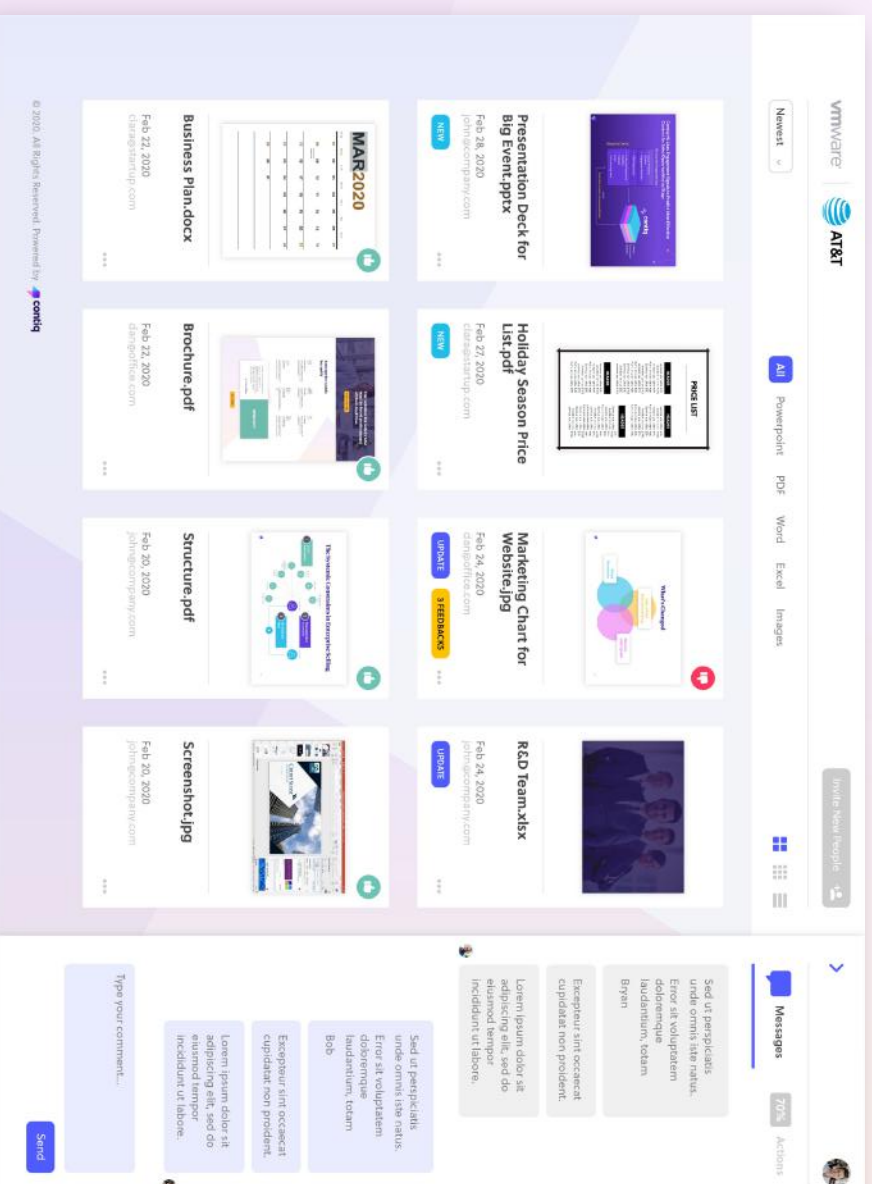 vmware
AT&T
Invite New People
Newest
All
Powerpoint
PDF
Word
Excel
Images
Presentation Deck for
Big Event.pptx
Feb 28, 2020
john@company.com
NEW
PRICE LIST
Holiday Season Price
List.pdf
Feb 27, 2020
clara@startup.com
NEW
What's Changed
Marketing Chart for
Website.jpg
Feb 24, 2020
dan@office.com
UPDATE
3 FEEDBACKS
R&D Team.xlsx
Feb 24, 2020
john@company.com
UPDATE
MAR2020
Business Plan.docx
Feb 22, 2020
clara@startup.com
Brochure.pdf
Feb 22, 2020
dan@office.com
The Systemic Conversations in Enterprise Selling
Structure.pdf
Feb 20, 2020
john@company.com
Screenshot.jpg
Feb 20, 2020
john@company.com
© 2020. All Rights Reserved. Powered by contiq
Messages
70%
Actions
Sed ut perspiciatis
unde omnis iste natus.
Error sit voluptatem
doloremque
laudantium, totam
Bryan
Excepteur sint occaecat
cupidatat non proident.
Lorem ipsum dolor sit
adipiscing elit, sed do
eiusmod tempor
incididunt ut labore.
Sed ut perspiciatis
unde omnis iste natus.
Error sit voluptatem
doloremque
laudantium, totam
Bob
Excepteur sint occaecat
cupidatat non proident.
Lorem ipsum dolor sit
adipiscing elit, sed do
eiusmod tempor
incididunt ut labore.
Type your comment...
Send